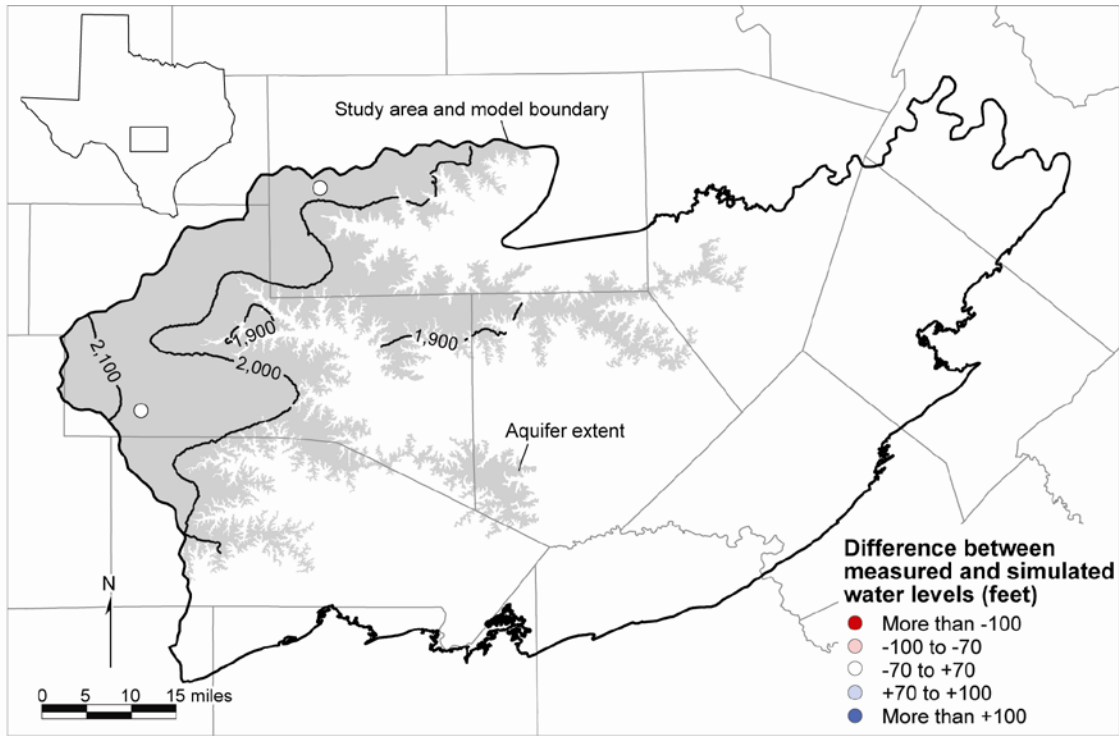 Study area and model boundary
1,900
2,100
2,000
1,900
Aquifer extent
N
0 5 10 15 miles
Difference between
measured and simulated
water levels (feet)
More than -100
-100 to -70
-70 to +70
+70 to +100
More than +100